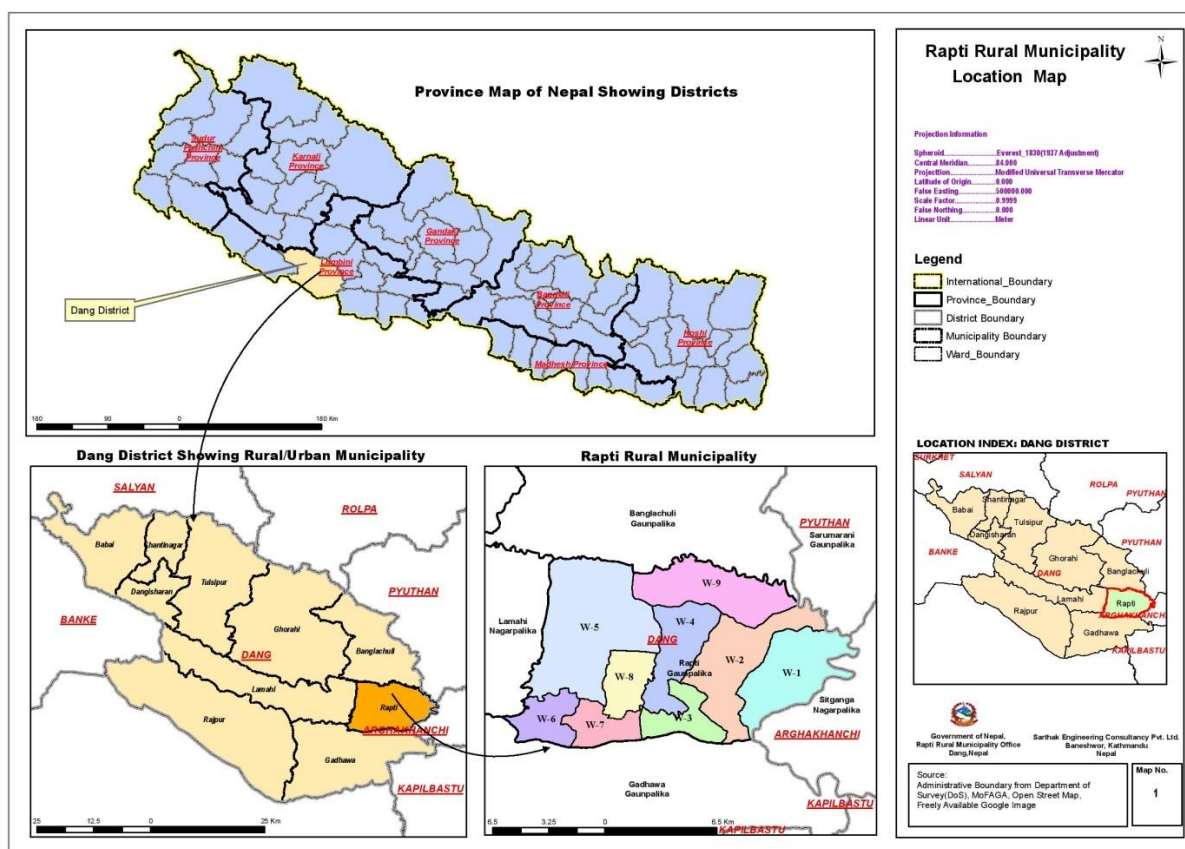 Province Map of Nepal Showing Districts
Sudur
Province
Karnali
Province
Gandaki
Province
Lumbini
Province
Bagmati
Province
Koshi
Province
Madhesh Province
Dang District
180 90 0 180 Km
Dang District Showing Rural/Urban Municipality
SALYAN
ROLPA
PYUTHAN
BANKE
DANG
ARGHAKHANCHI
KAPILBASTU
Babai
Shantinagar
Dangisharan
Tulsipur
Ghorahi
Banglachuli
Lamahi
Rapti
Rajpur
Gadhawa
25 12.5 0 25 Km
Rapti Rural Municipality
Banglachuli
Gaunpalika
PYUTHAN
Sarumarani
Gaunpalika
Lamahi
Nagarpalika
W-9
W-5
W-4
DANG
W-8
Rapti
Gaunpalika
W-2
W-1
W-6
W-7
W-3
Sitganga
Nagarpalika
ARGHAKHANCHI
Gadhawa
Gaunpalika
KAPILBASTU
KAPILBASTU
6.5 3.25 0 6.5 Km
Rapti Rural Municipality
Location Map
N
Projection Information
Spheroid.........................Everest_1830(1937 Adjustment)
Central Meridian...............84.000
Projecttion.......................Modified Universal Transverse Mercator
Latitude of Origin.............0.000
False Easting...................500000.000
Scale Factor.....................0.9999
False Northing.................0.000
Linear Unit.......................Meter
Legend
International_Boundary
Province_Boundary
District Boundary
Municipality Boundary
Ward_Boundary
LOCATION INDEX: DANG DISTRICT
SURKHET
SALYAN
ROLPA
PYUTHAN
PYUTHAN
BANKE
DANG
ARGHAKHANCHI
KAPILBASTU
Babai
Shantinagar
Dangisharan
Tulsipur
Ghorahi
Banglachuli
Lamahi
Rapti
Rajpur
Gadhawa
Government of Nepal,
Rapti Rural Municipality Office
Dang,Nepal
Sarthak Engineering Consultancy Pvt. Ltd.
Baneshwor, Kathmandu
Nepal
Source:
Administrative Boundary from Department of
Survey(DoS), MoFAGA, Open Street Map,
Freely Available Google Image
Map No.
1